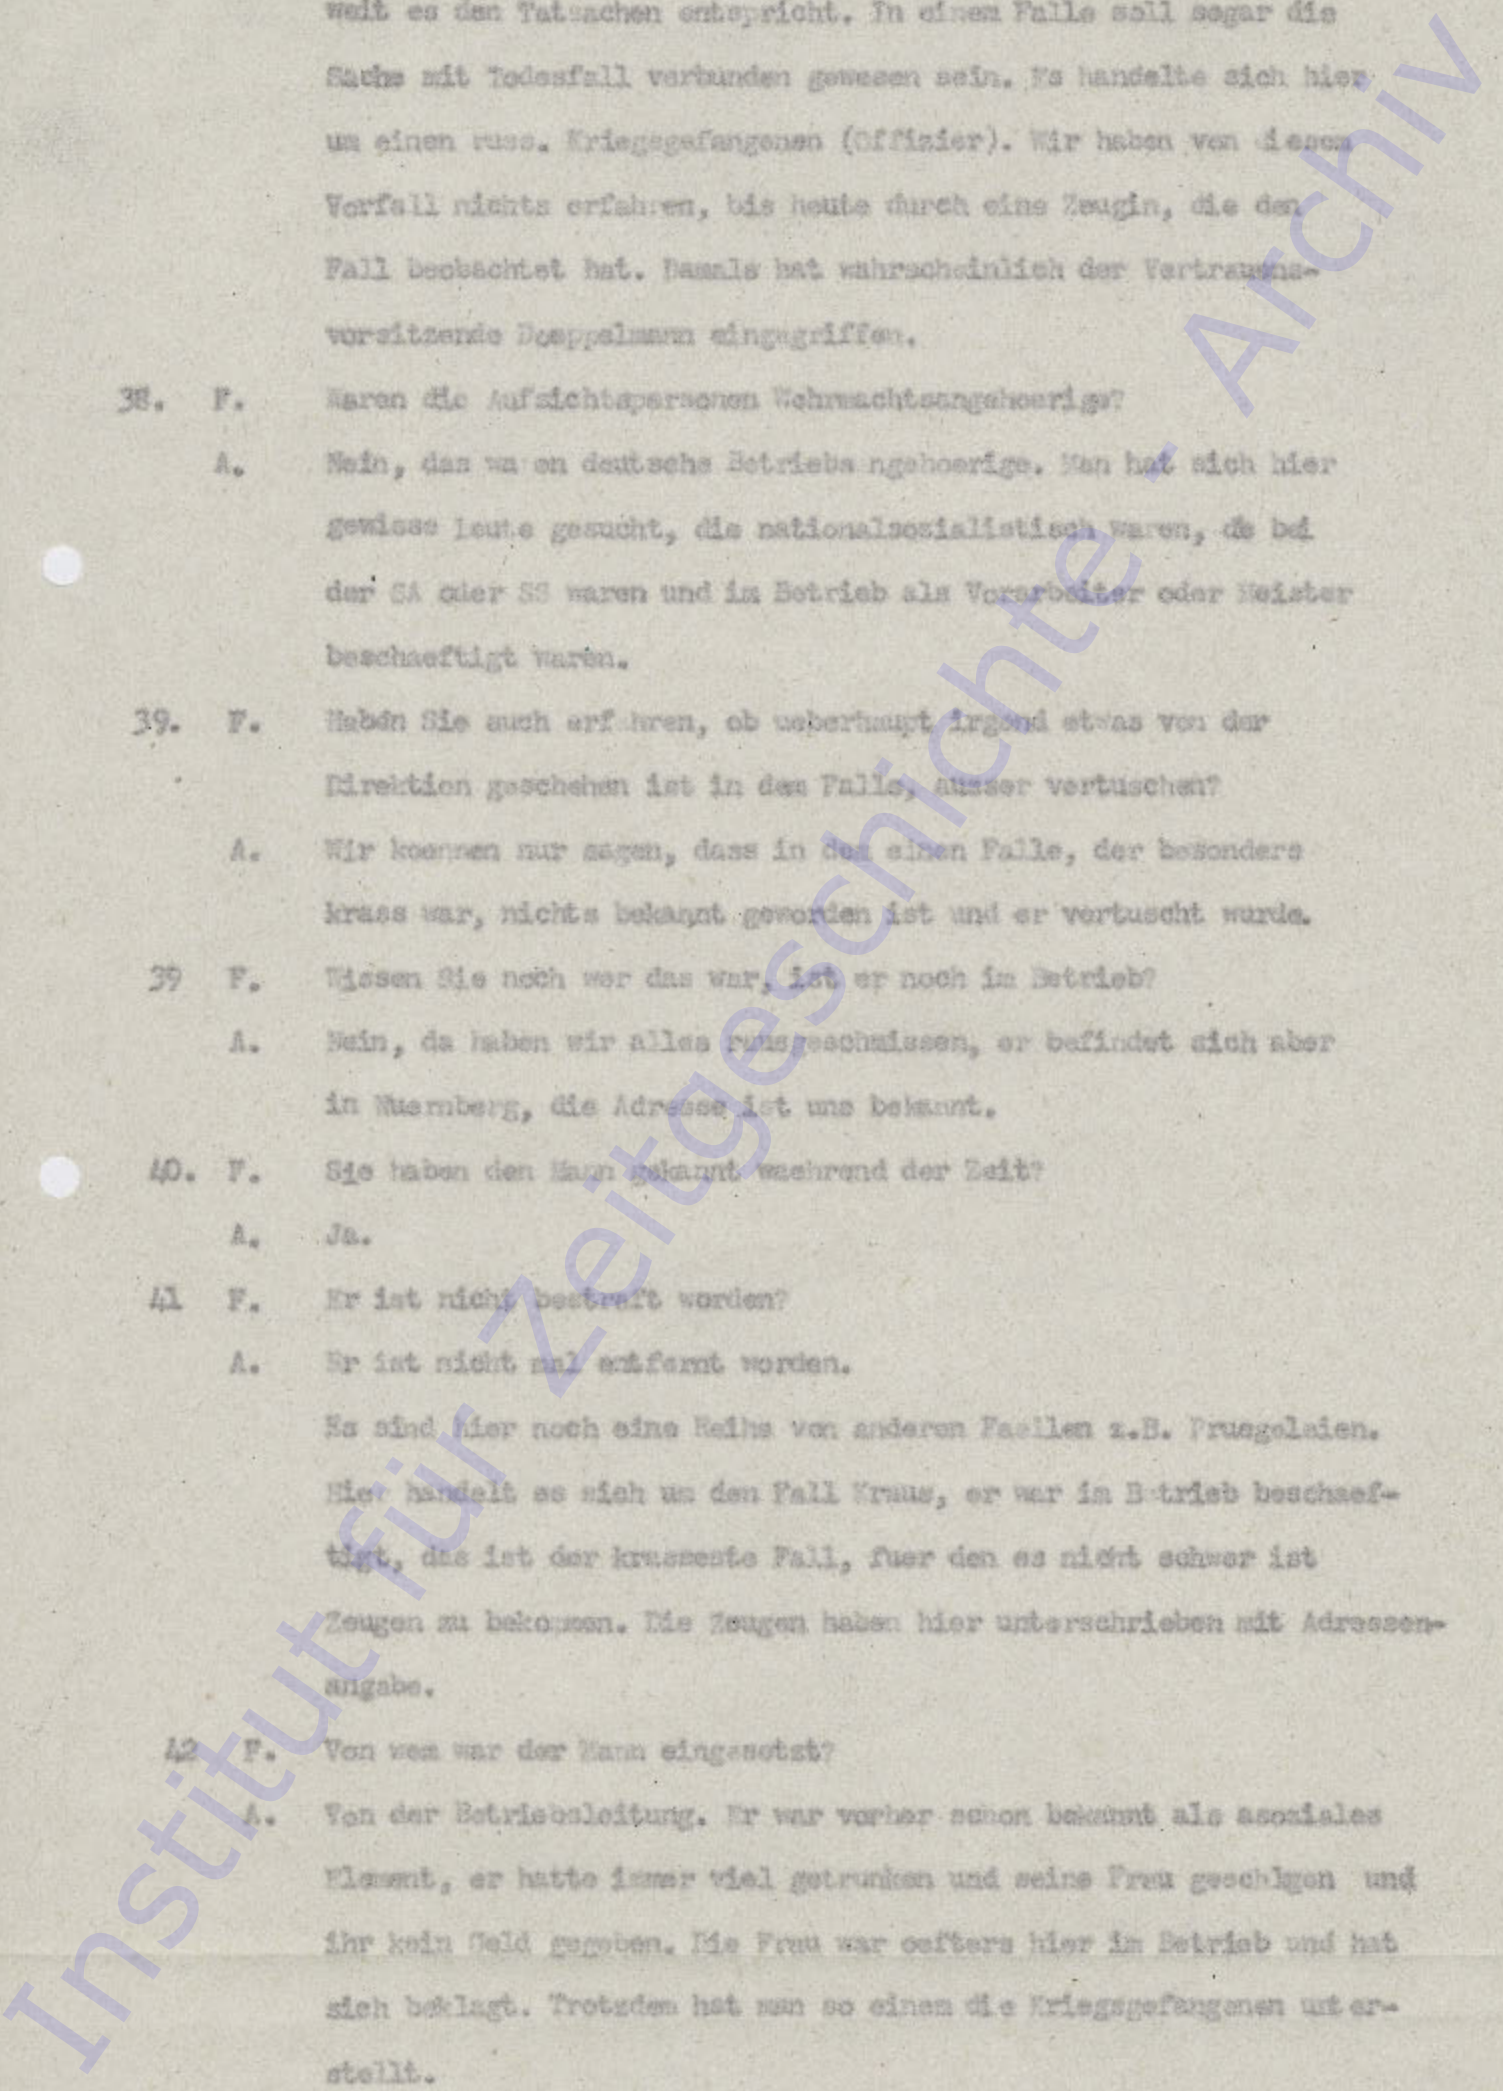 weit es den Tatsachen entspricht. In einem Falle soll sogar die
Sache mit Todesfall verbunden gewesen sein. Es handelte sich hier
um einen russ. Kriegsgefangenen (Offizier). Wir haben von diesem
Vorfall nichts erfahren, bis heute durch eine Zeugin, die den
Fall beobachtet hat. Damals hat wahrscheinlich der Vertrauens-
vorsitzende Doeppelmann eingegriffen.
38. F. Waren die Aufsichtspersonen Wehrmachtsangehoerige?
A. Nein, das wa en deutsche Betriebs ngehoerige. Man hat sich hier
gewisse Leute gesucht, die nationalsozialistisch waren, de bei
der SA oder SS waren und im Betrieb als Vorarbeiter oder Meister
beschaeftigt waren.
39. F. Haben Sie auch erf hren, ob ueberhaupt irgend etwas von der
Direktion geschehen ist in dem Falle, ausser vertuschen?
A. Wir koennen nur sagen, dass in dem einen Falle, der besonders
krass war, nichts bekannt geworden ist und er vertuscht wurde.
39 F. Wissen Sie noch wer das war, ist er noch im Betrieb?
A. Nein, da haben wir alles rausgeschmissen, er befindet sich aber
in Nuernberg, die Adresse ist uns bekannt.
40. F. Sie haben den Mann gekannt waehrend der Zeit?
A. Ja.
41 F. Er ist nicht bestraft worden?
A. Er ist nicht mal entfernt worden.
Es sind hier noch eine Reihe von anderen Faellen z.B. Pruegeleien.
Hier handelt es sich um den Fall Kraus, er war im B trieb beschaef-
tigt, das ist der krasseste Fall, fuer den es nicht schwer ist
Zeugen zu bekommen. Die Zeugen haben hier unterschrieben mit Adressen-
angabe.
42 F. Von wem war der Mann eingesetzt?
A. Von der Betriebsleitung. Er war vorher schon bekannt als asoziales
Element, er hatte immer viel getrunken und seine Frau geschlgen und
ihr kein Geld gegeben. Die Frau war oefters hier im Betrieb und hat
sich beklagt. Trotzdem hat man so einem die Kriegsgefangenen unter-
stellt.
Institut für Zeitgeschichte - Archiv